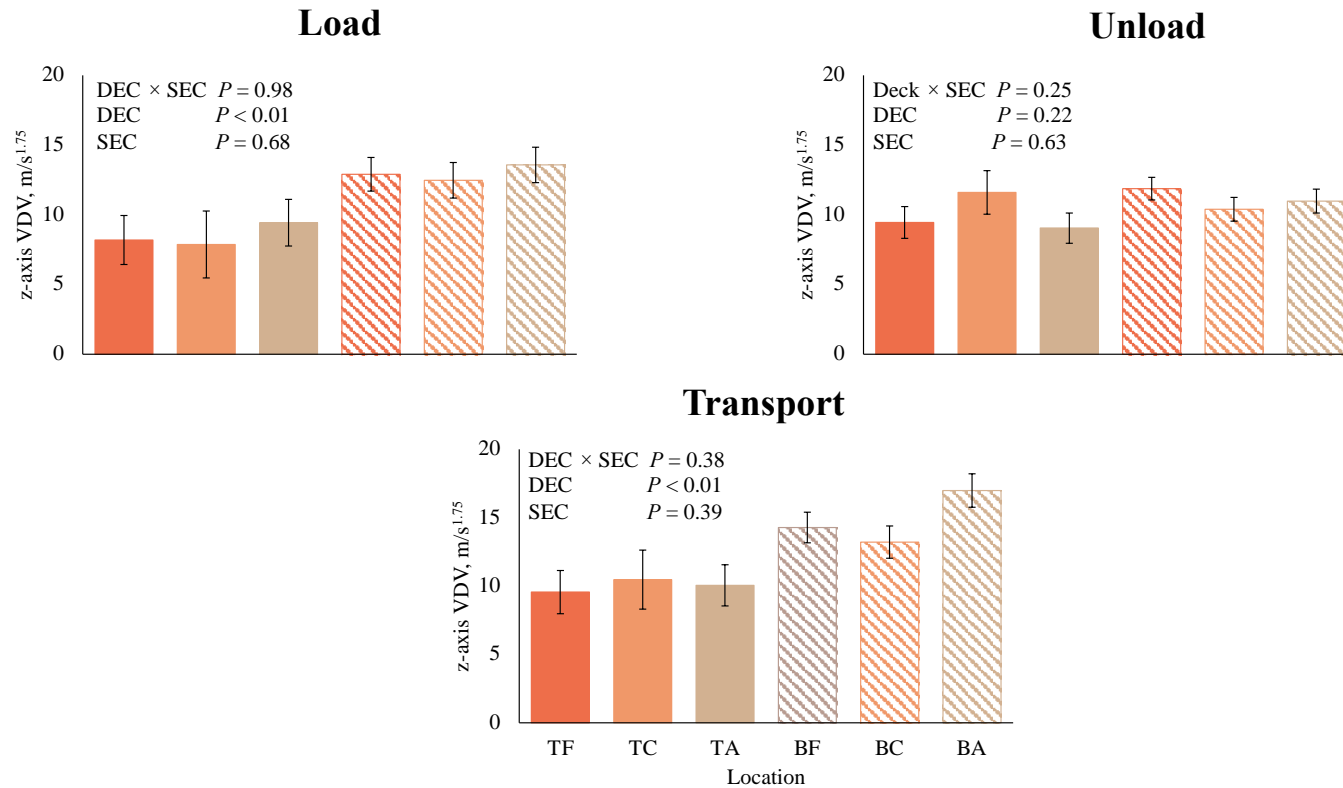 Load
20
15
10
5
0
z-axis VDV, m/s1.75
DEC × SEC P = 0.98
DEC P < 0.01
SEC P = 0.68
Unload
20
15
10
5
0
z-axis VDV, m/s1.75
Deck × SEC P = 0.25
DEC P = 0.22
SEC P = 0.63
Transport
20
15
10
5
0
z-axis VDV, m/s1.75
DEC × SEC P = 0.38
DEC P < 0.01
SEC P = 0.39
TF TC TA BF BC BA
Location